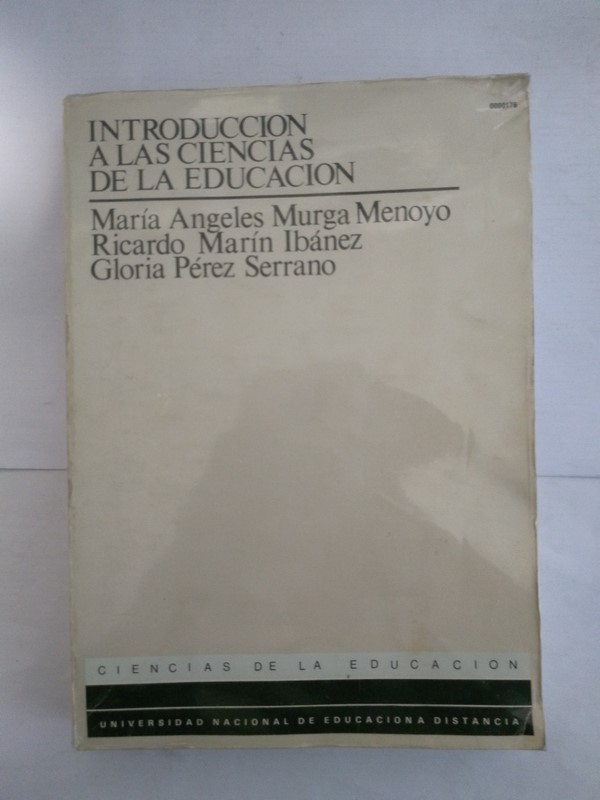 INTRODUCCION
A LAS CIENCIAS
DE LA EDUCACION
María Angeles Murga Menoyo
Ricardo Marín Ibánez
Gloria Pérez Serrano
CIENCIAS DE LA EDUCACION
UNIVERSIDAD NACIONAL DE EDUCACIONA DISTANCIA